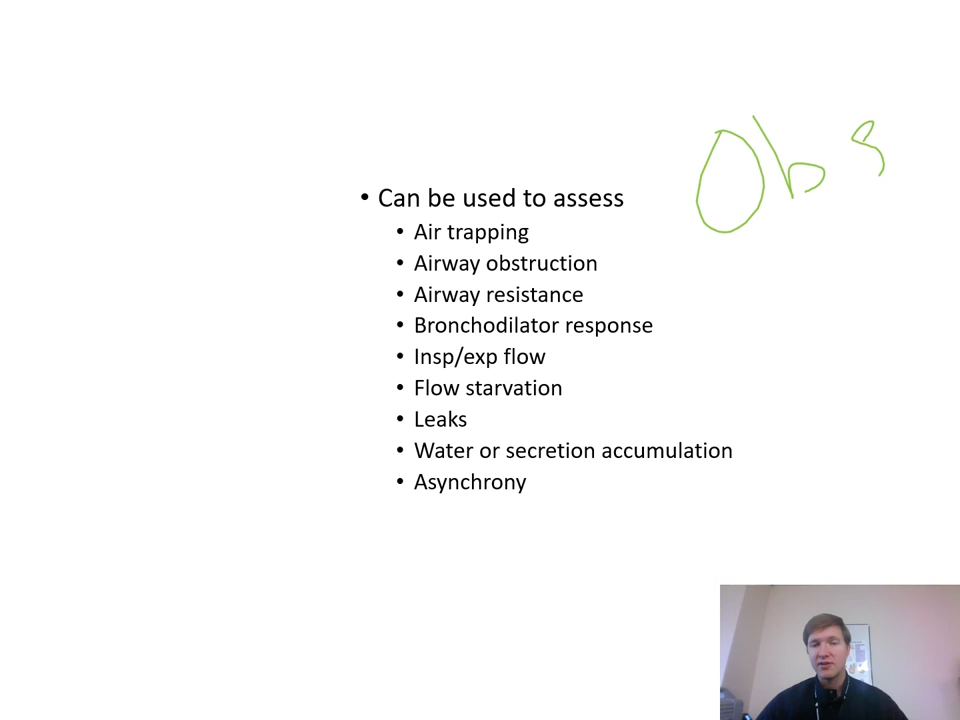 Obs
• Can be used to assess
• Air trapping
• Airway obstruction
• Airway resistance
• Bronchodilator response
• Insp/exp flow
• Flow starvation
• Leaks
• Water or secretion accumulation
• Asynchrony